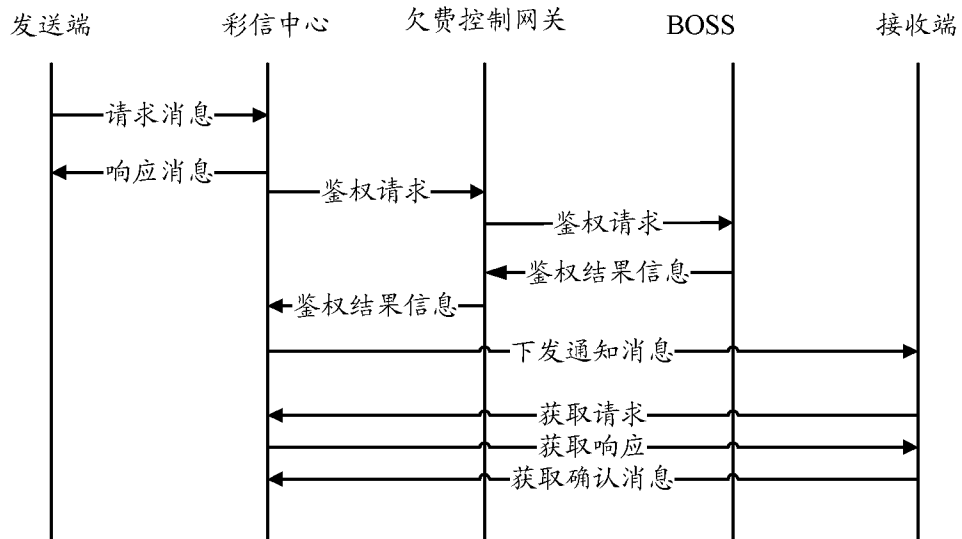 发送端
彩信中心
欠费控制网关
BOSS
接收端
请求消息
响应消息
鉴权请求
鉴权请求
鉴权结果信息
鉴权结果信息
下发通知消息
获取请求
获取响应
获取确认消息